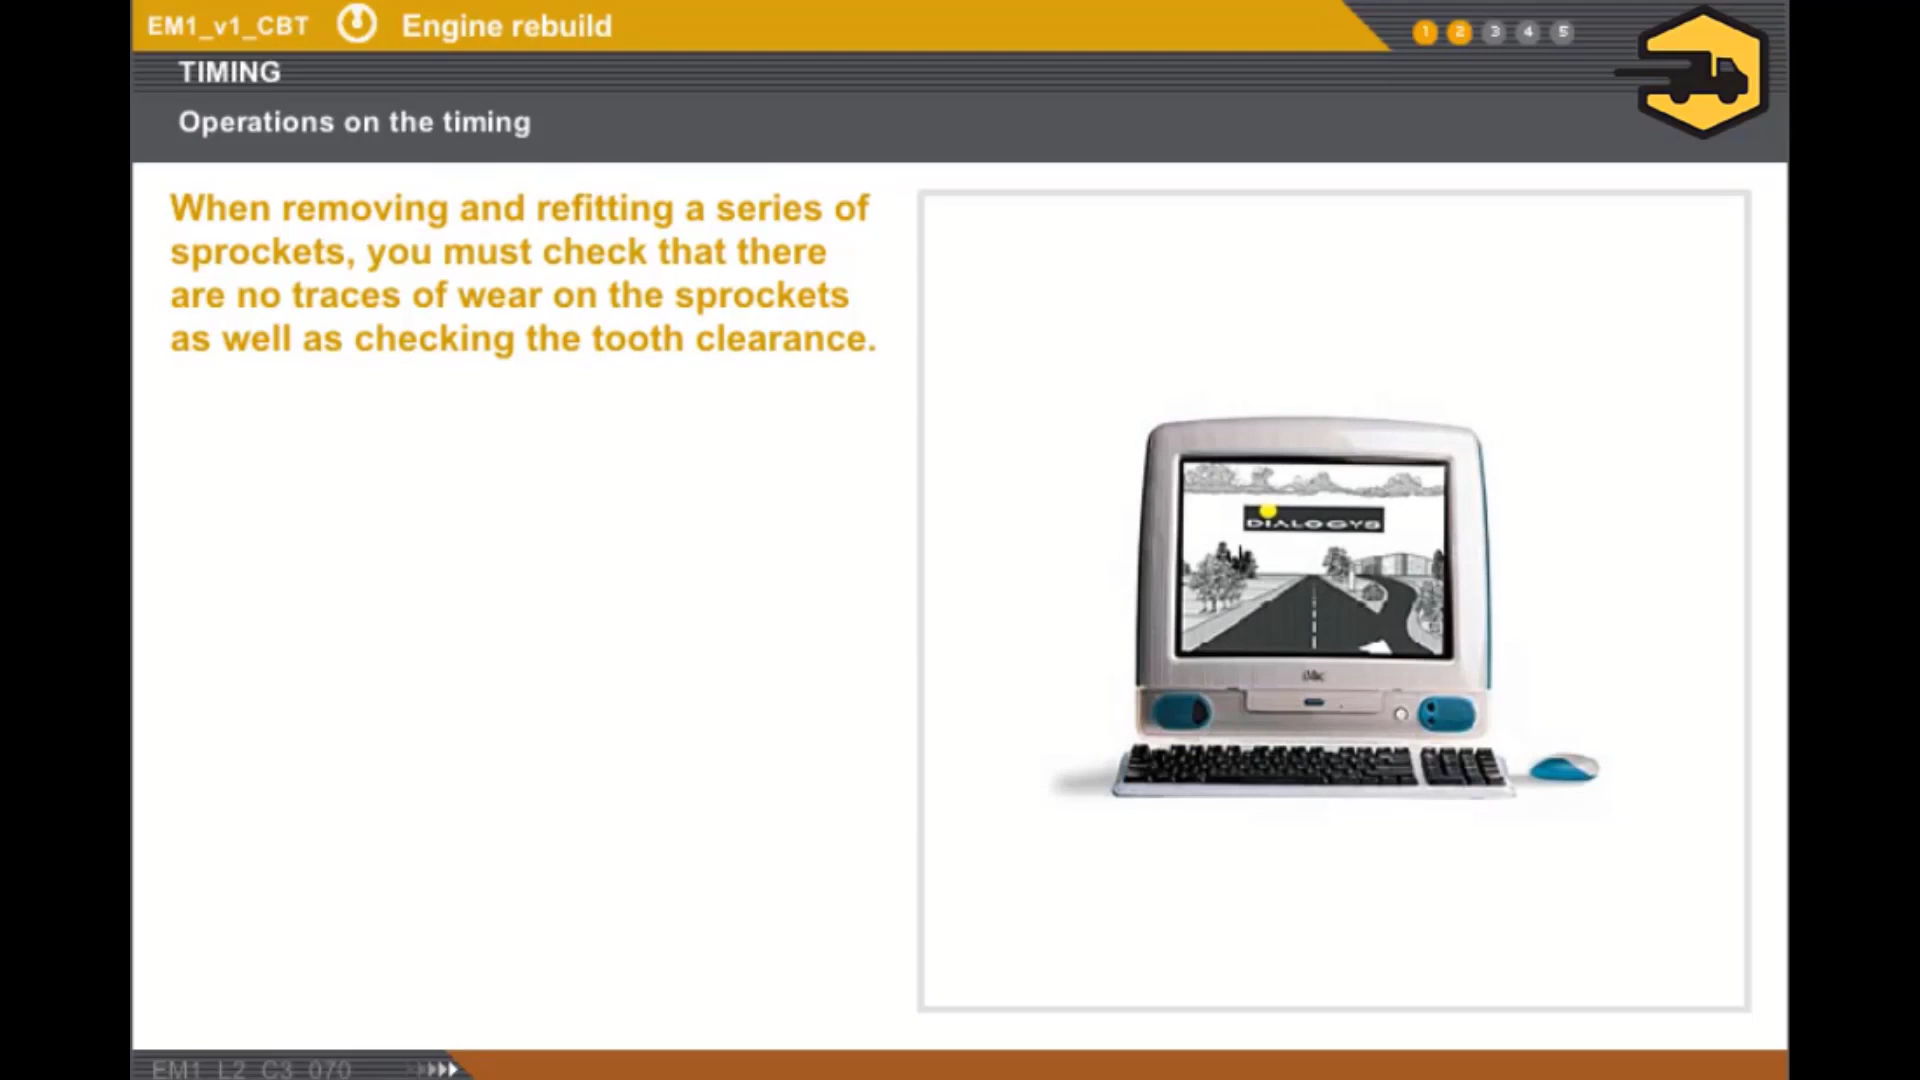 EM1_v1_CBT Engine rebuild
1 2 3 4 5
TIMING
Operations on the timing
When removing and refitting a series of
sprockets, you must check that there
are no traces of wear on the sprockets
as well as checking the tooth clearance.
DIALOGYS
iMac
EM1_L2_C3_070